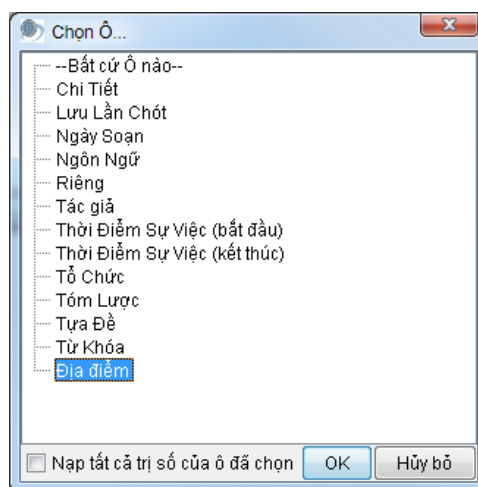 Chọn Ô...
--Bất cứ Ô nào--
Chi Tiết
Lưu Lần Chót
Ngày Soạn
Ngôn Ngữ
Riêng
Tác giả
Thời Điểm Sự Việc (bắt đầu)
Thời Điểm Sự Việc (kết thúc)
Tổ Chức
Tóm Lược
Tựa Đề
Từ Khóa
Địa điểm
Nạp tất cả trị số của ô đã chọn OK Hủy bỏ